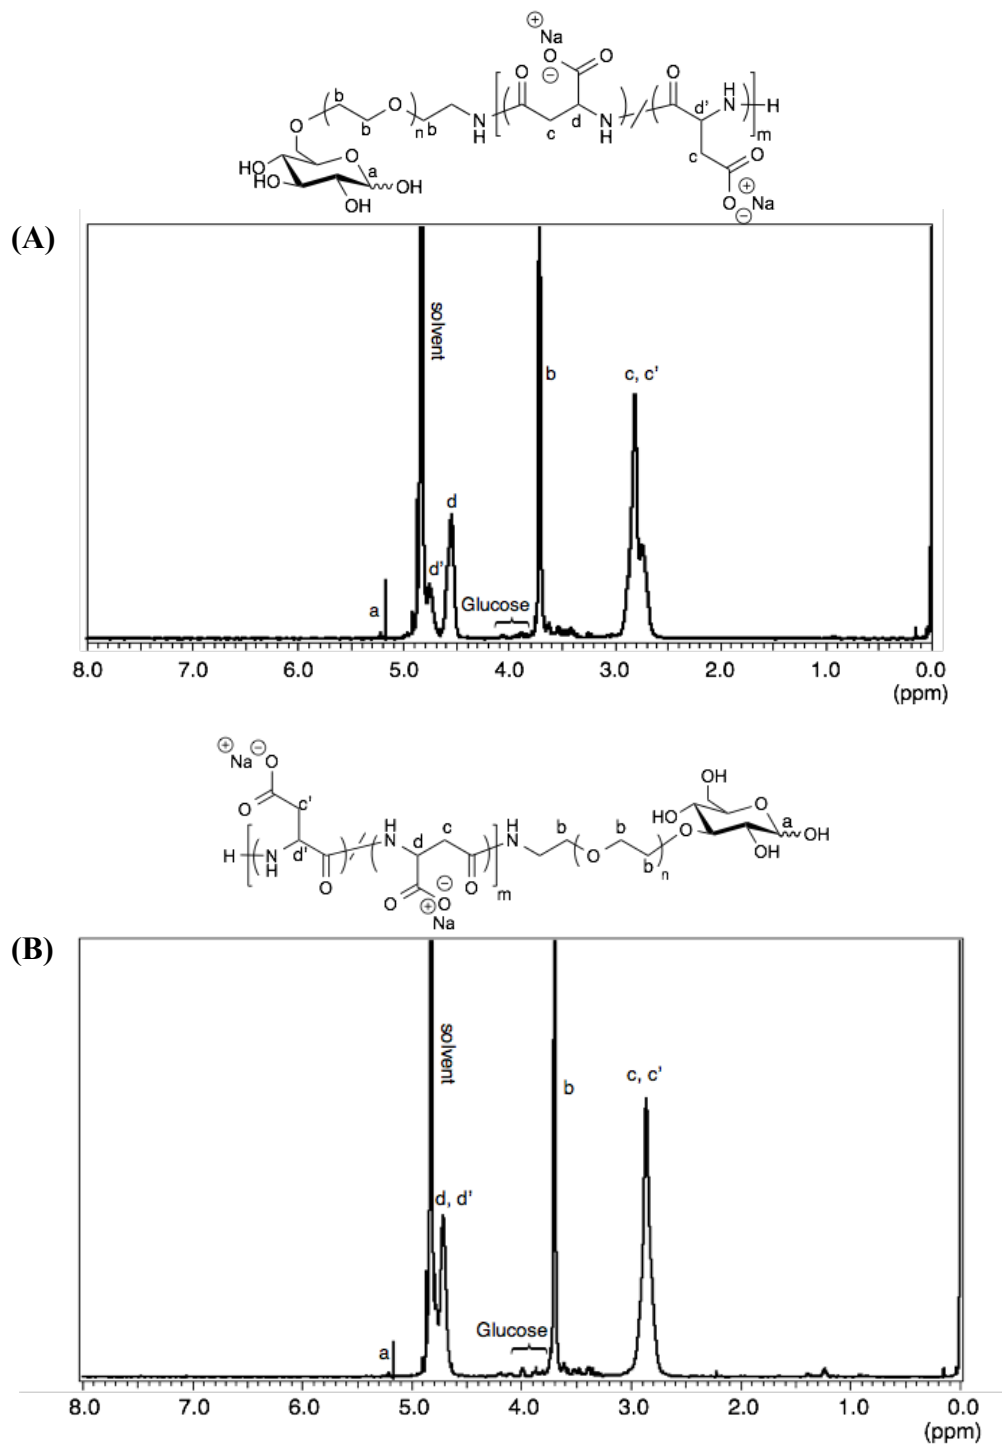 ⊕
Na
O
O
⊖
O
O
NH
b
O
b
n
b
N
H
O
c
d
N
H
d'
m
H
c
O
O
⊖
⊕
Na
O
O
a
HO
HO
OH
OH
(A)
solvent
b
c, c'
d
d'
a
Glucose
8.0 7.0 6.0 5.0 4.0 3.0 2.0 1.0 0.0
(ppm)
⊕
Na
⊖
O
O
c'
H
N
H
d'
O
H
N
d
c
O
O
O
⊖
⊕
Na
m
H
N
b
O
b
b
n
O
OH
HO
HO
O
a
OH
OH
(B)
solvent
b
c, c'
d, d'
a
Glucose
8.0 7.0 6.0 5.0 4.0 3.0 2.0 1.0 0.0
(ppm)